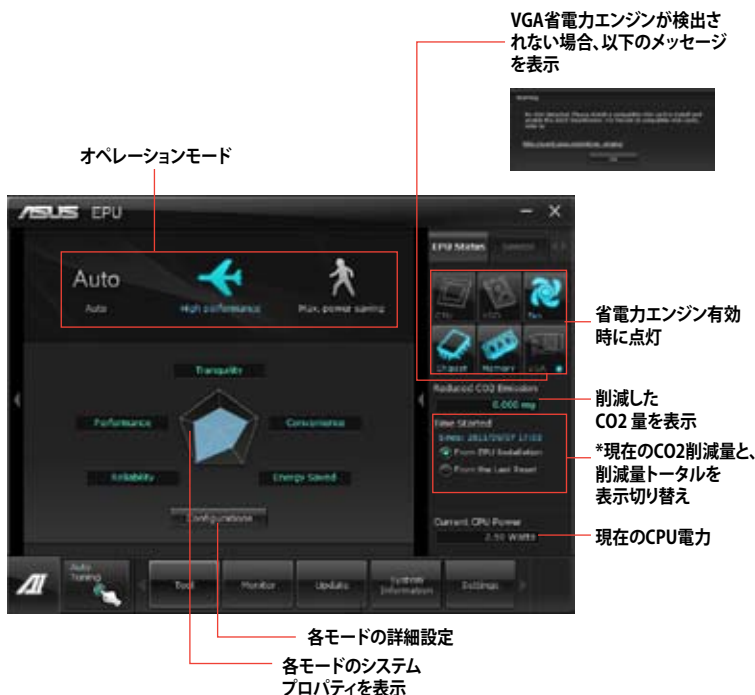 VGA省電力エンジンが検出さ
れない場合、以下のメッセージ
を表示
オペレーションモード
ASUS EPU
EPU Status
Auto
Auto
High performance
Max. power saving
CPU
Fan
Chipset
Memory
VGA
省電力エンジン有効
時に点灯
Tranquility
Performance
Convenience
Reliability
Energy Saved
Configurations
Reduced CO2 Emission
0.000 mg
削減した
CO2 量を表示
Time Started
From EPU Installation
From the Last Reset
*現在のCO2削減量と、
削減量トータルを
表示切り替え
Current CPU Power
Watts
現在のCPU電力
AI
Auto
Tuning
Tool
Monitor
Update
System
Information
Settings
各モードの詳細設定
各モードのシステム
プロパティを表示